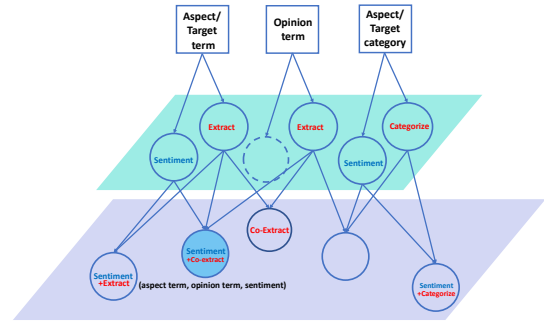 Aspect/
Target
term
Opinion
term
Aspect/
Target
category
Extract
Extract
Categorize
Sentiment
Sentiment
Co-Extract
Sentiment
+Co-extract
Sentiment
+Extract
(aspect term, opinion term, sentiment)
Sentiment
+Categorize